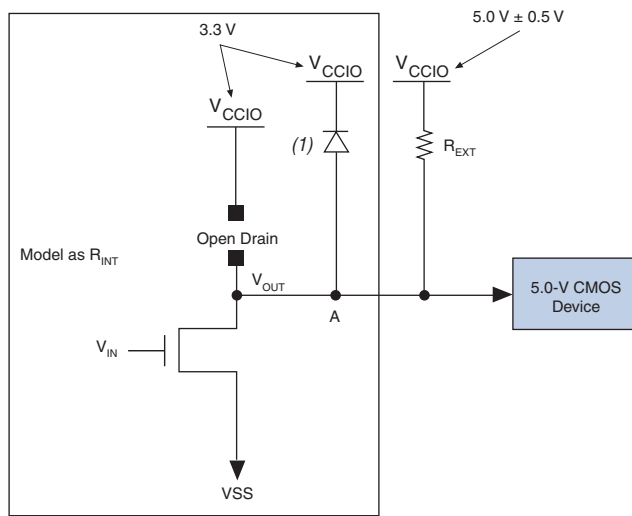 3.3 V
5.0 V ± 0.5 V
VCCIO
VCCIO
VCCIO
(1)
REXT
Open Drain
Model as RINT
VOUT
A
5.0-V CMOS
Device
VIN
VSS